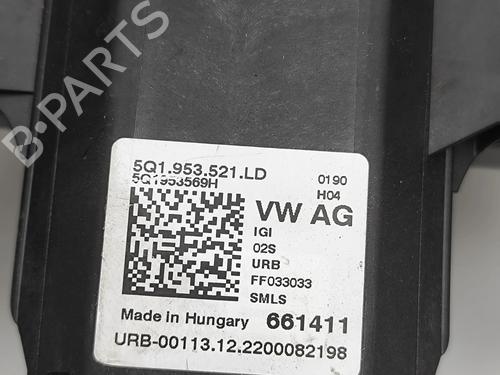 B-PARTS
5Q1.953.521.LD 0190
5Q1953569H H04
VW AG
IGI
02S
URB
FF033033
SMLS
Made in Hungary 661411
URB-00113.12.2200082198